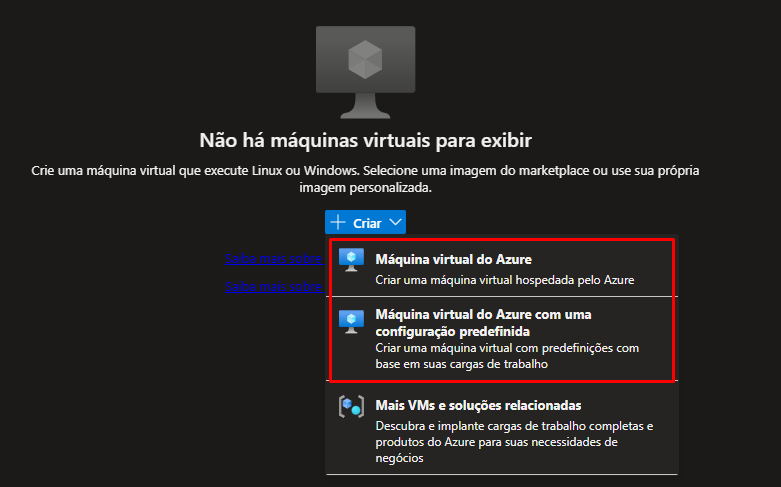 Não há máquinas virtuais para exibir
Crie uma máquina virtual que execute Linux ou Windows. Selecione uma imagem do marketplace ou use sua própria
imagem personalizada.
+ Criar
Saiba mais sobre
Saiba mais sobre
Máquina virtual do Azure
Criar uma máquina virtual hospedada pelo Azure
Máquina virtual do Azure com uma
configuração predefinida
Criar uma máquina virtual com predefinições com
base em suas cargas de trabalho
Mais VMs e soluções relacionadas
Descubra e implante cargas de trabalho completas e
produtos do Azure para suas necessidades de
negócios